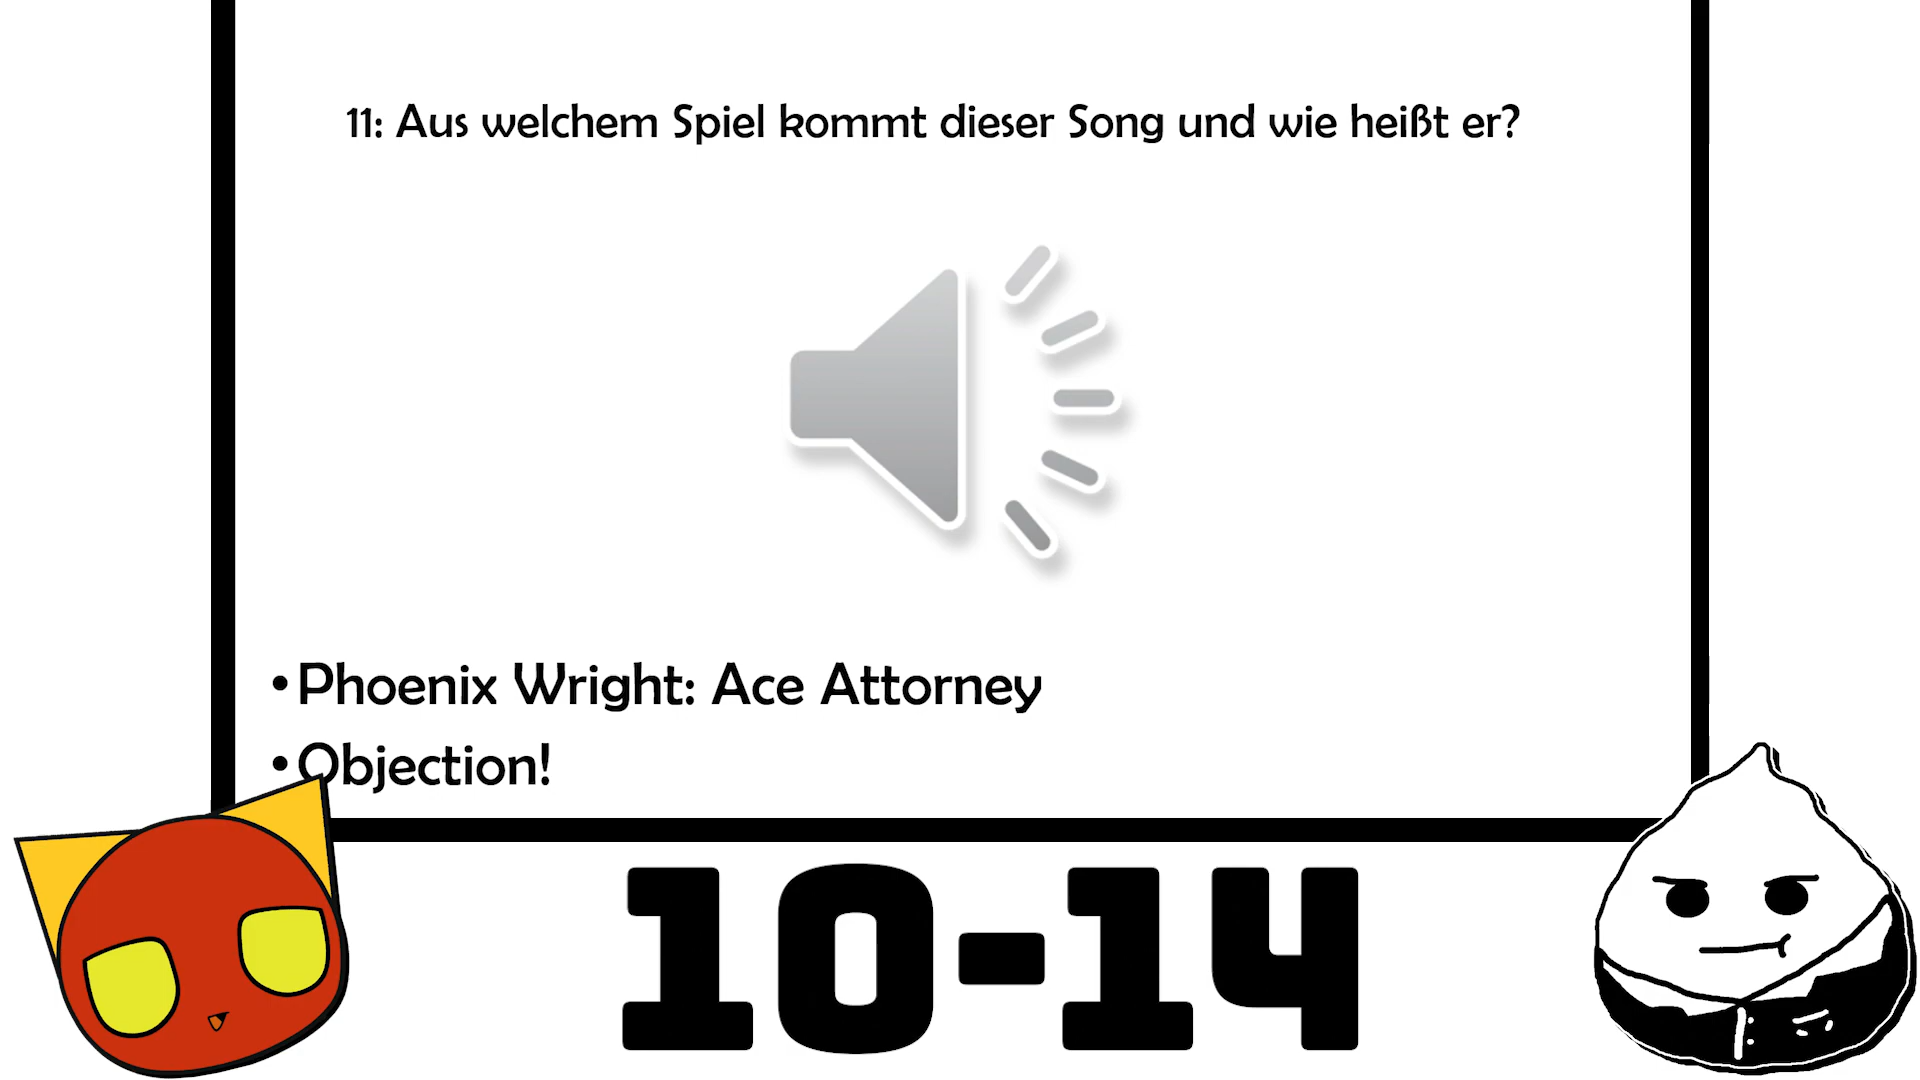 11: Aus welchem Spiel kommt dieser Song und wie heißt er?
• Phoenix Wright: Ace Attorney
• Objection!
10-14